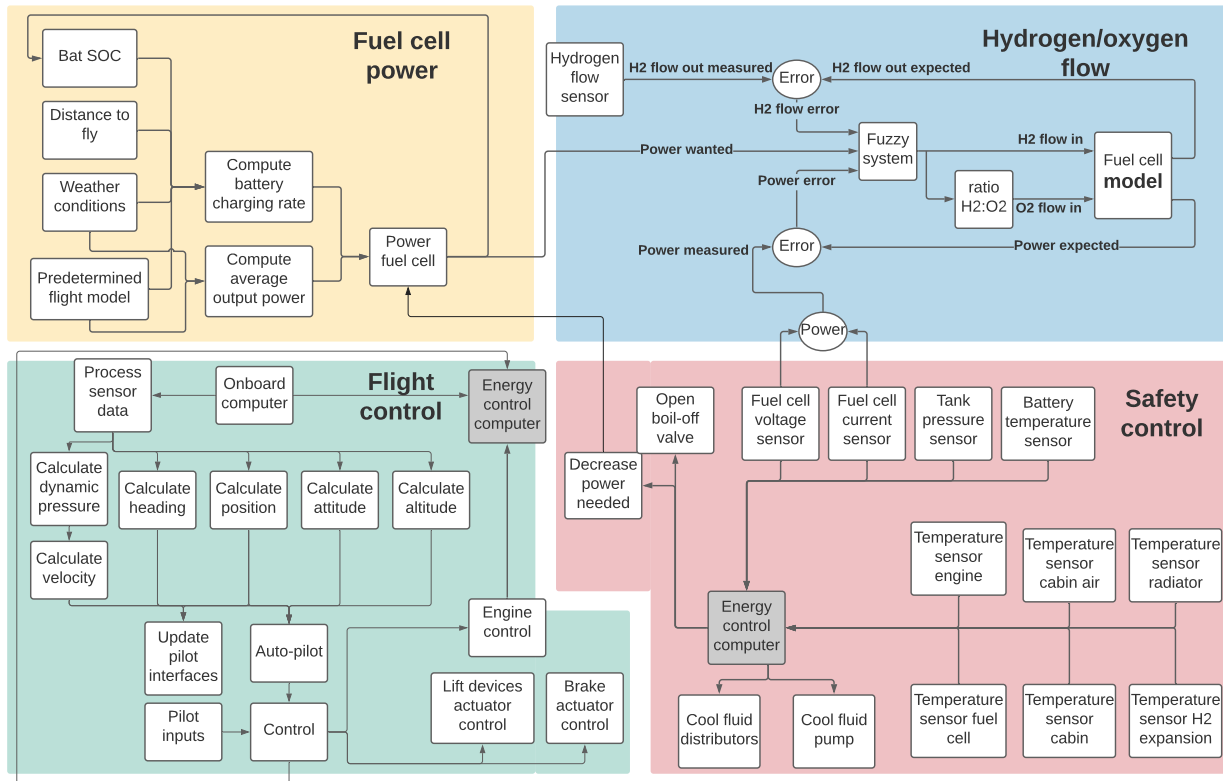 Fuel cell
power
Bat SOC
Distance to
fly
Weather
conditions
Predetermined
flight model
Compute
battery
charging rate
Compute
average
output power
Power
fuel cell
Hydrogen/oxygen
flow
Hydrogen
flow
sensor
H2 flow out measured
Error
H2 flow out expected
H2 flow error
Fuzzy
system
Power wanted
Power error
H2 flow in
ratio
H2:O2
O2 flow in
Fuel cell
model
Power measured
Error
Power expected
Power
Flight
control
Process
sensor
data
Onboard
computer
Energy
control
computer
Calculate
dynamic
pressure
Calculate
heading
Calculate
position
Calculate
attitude
Calculate
altitude
Calculate
velocity
Update
pilot
interfaces
Auto-pilot
Engine
control
Pilot
inputs
Control
Lift devices
actuator
control
Brake
actuator
control
Safety
control
Open
boil-off
valve
Decrease
power
needed
Fuel cell
voltage
sensor
Fuel cell
current
sensor
Tank
pressure
sensor
Battery
temperature
sensor
Temperature
sensor
engine
Temperature
sensor
cabin air
Temperature
sensor
radiator
Energy
control
computer
Cool fluid
distributors
Cool fluid
pump
Temperature
sensor fuel
cell
Temperature
sensor
cabin
Temperature
sensor H2
expansion